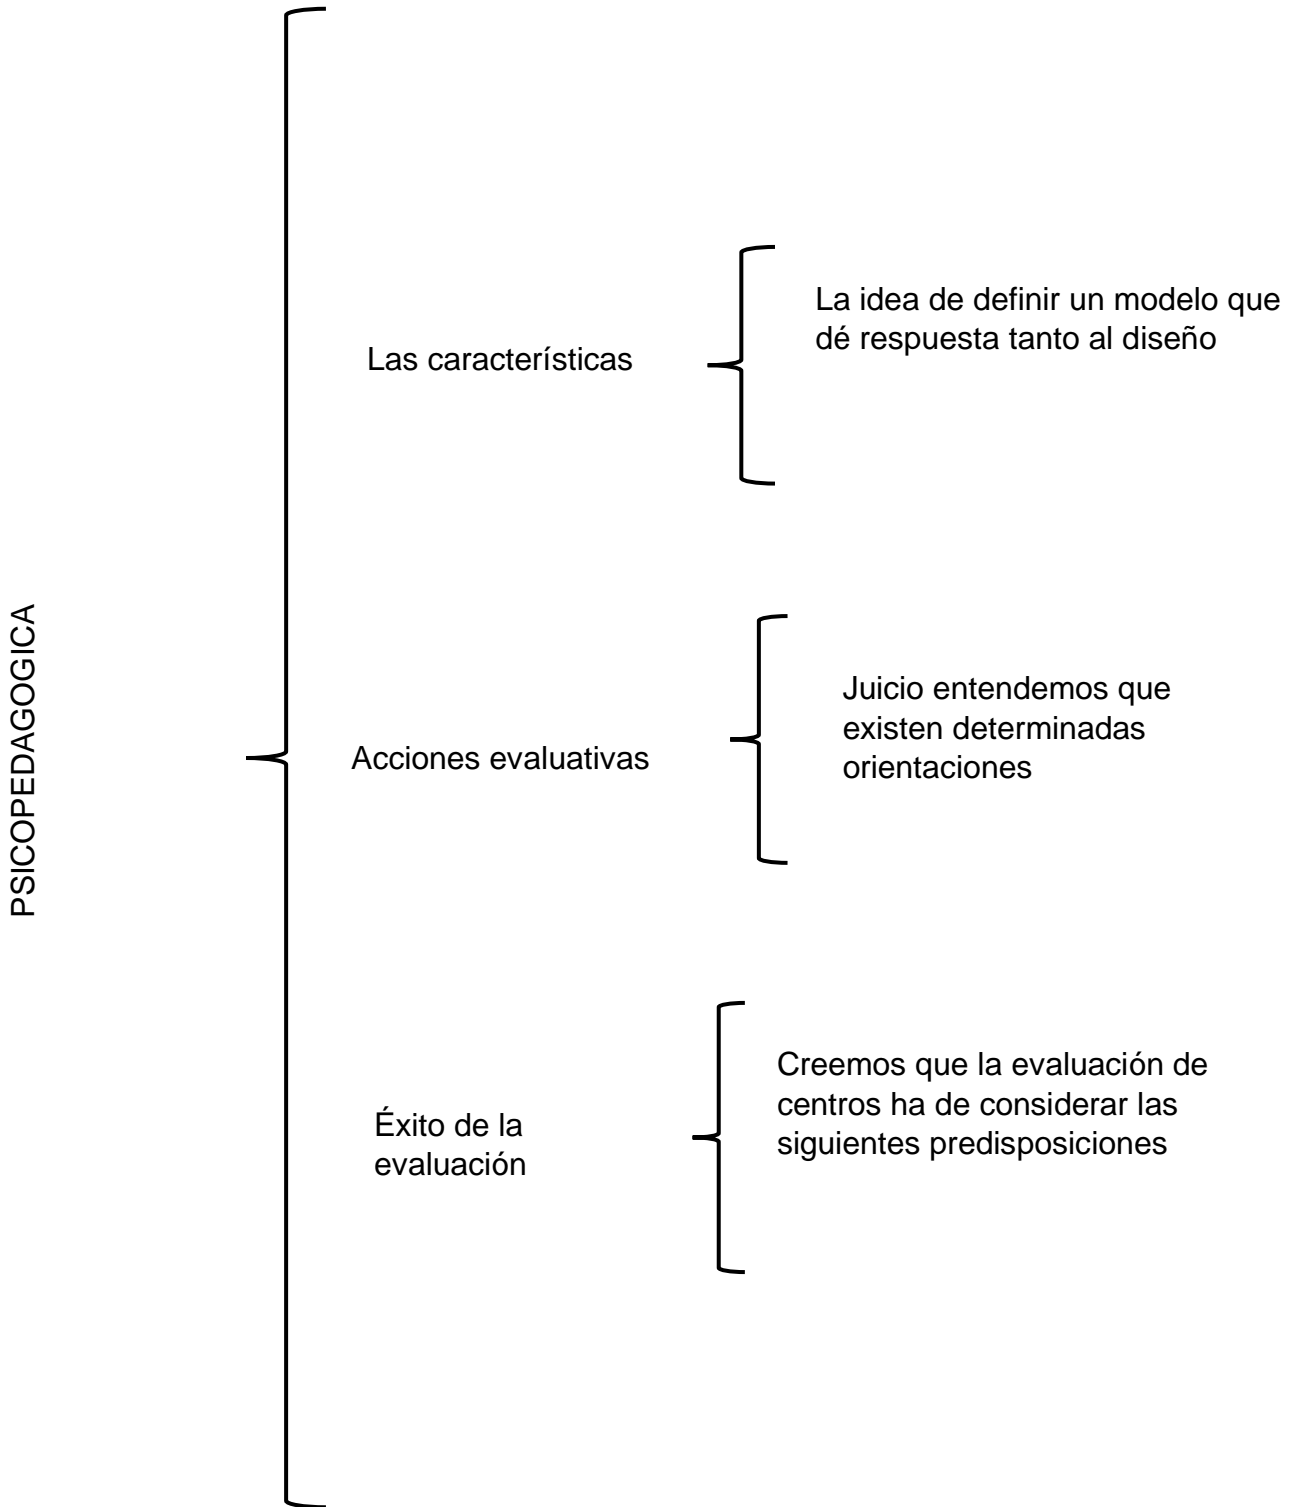 PSICOPEDAGOGICA
Las características
La idea de definir un modelo que
dé respuesta tanto al diseño
Acciones evaluativas
Juicio entendemos que
existen determinadas
orientaciones
Éxito de la
evaluación
Creemos que la evaluación de
centros ha de considerar las
siguientes predisposiciones